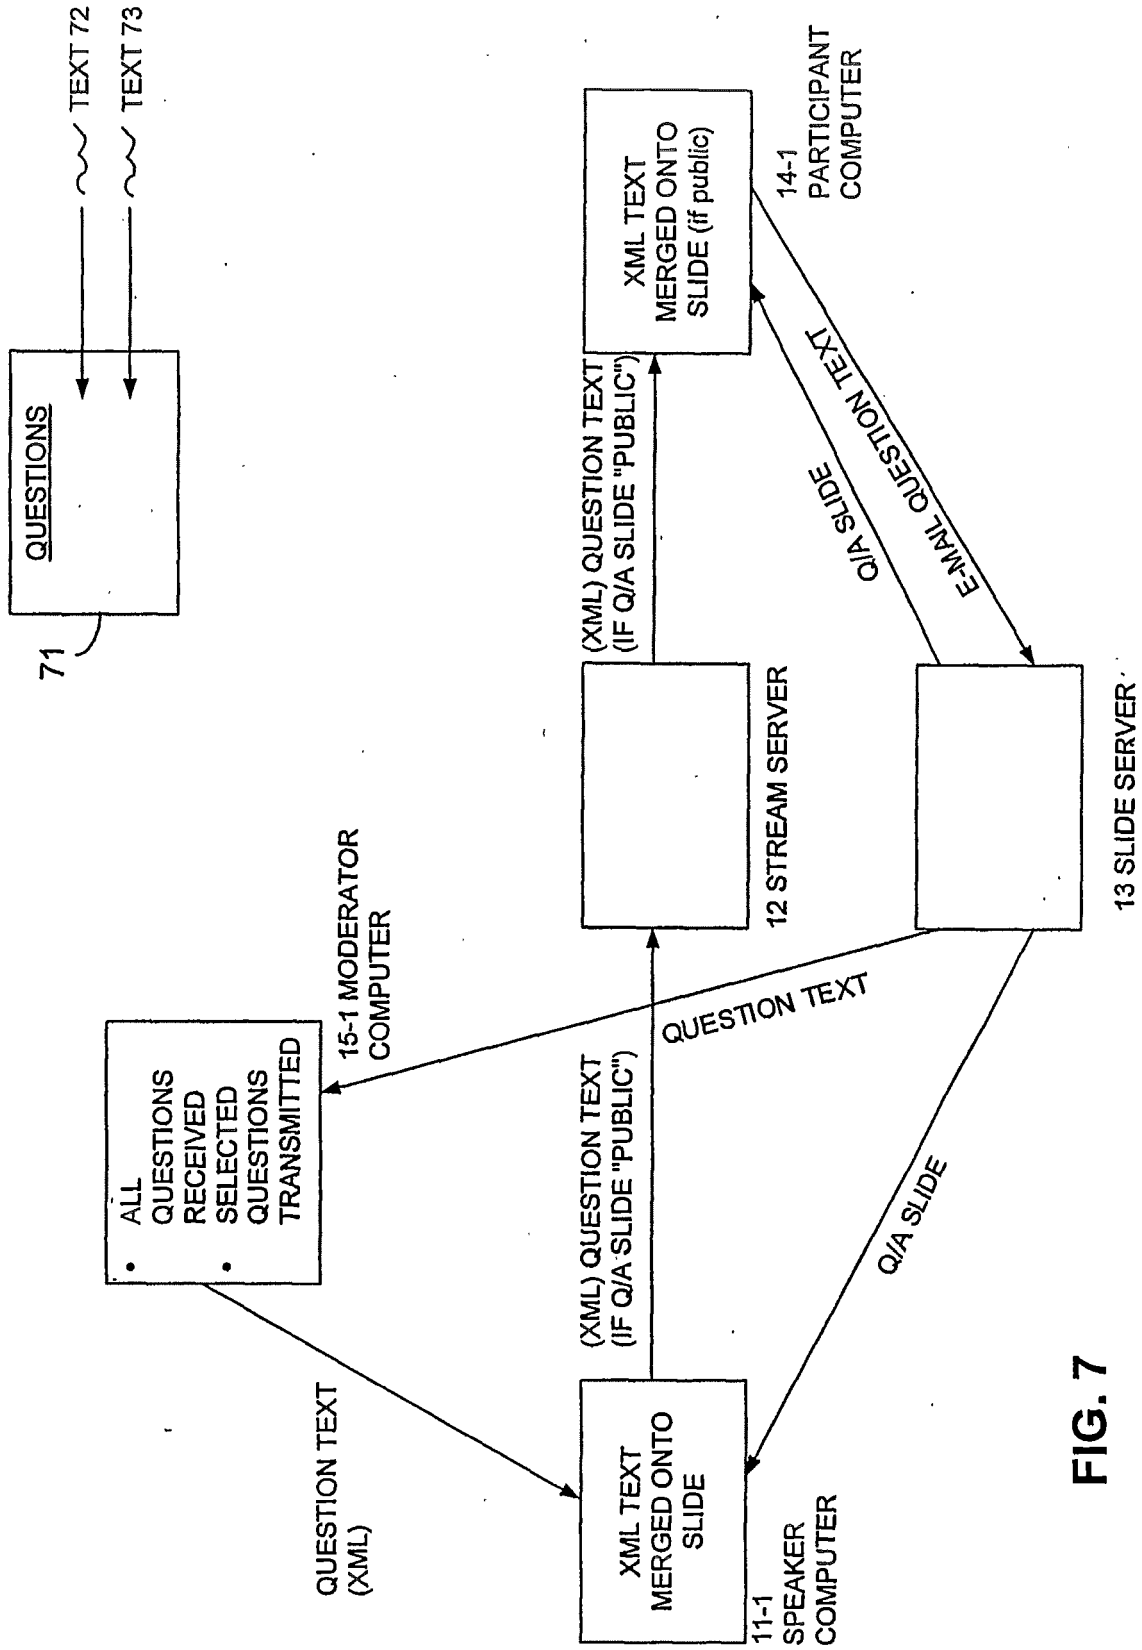 QUESTIONS
71
TEXT 72
TEXT 73
• ALL
QUESTIONS
RECEIVED
• SELECTED
QUESTIONS
TRANSMITTED
15-1 MODERATOR
COMPUTER
QUESTION TEXT
(XML)
XML TEXT
MERGED ONTO
SLIDE
11-1
SPEAKER
COMPUTER
(XML) QUESTION TEXT
(IF Q/A SLIDE "PUBLIC")
QUESTION TEXT
12 STREAM SERVER
(XML) QUESTION TEXT
(IF Q/A SLIDE "PUBLIC")
XML TEXT
MERGED ONTO
SLIDE (if public)
14-1
PARTICIPANT
COMPUTER
Q/A SLIDE
E-MAIL QUESTION TEXT
Q/A SLIDE
13 SLIDE SERVER
FIG. 7